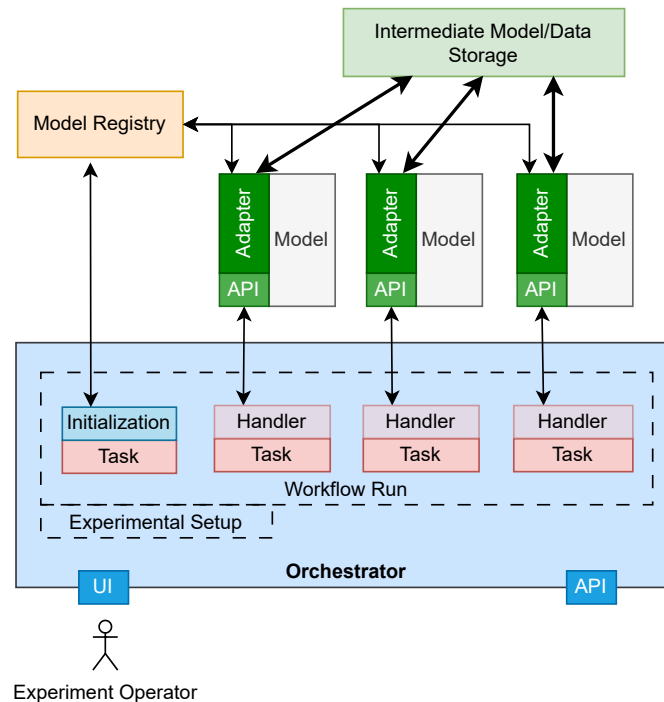 Intermediate Model/Data
Storage
Model Registry
Adapter
Model
API
Adapter
Model
API
Adapter
Model
API
Initialization
Task
Handler
Task
Handler
Task
Handler
Task
Workflow Run
Experimental Setup
Orchestrator
UI
API
Experiment Operator